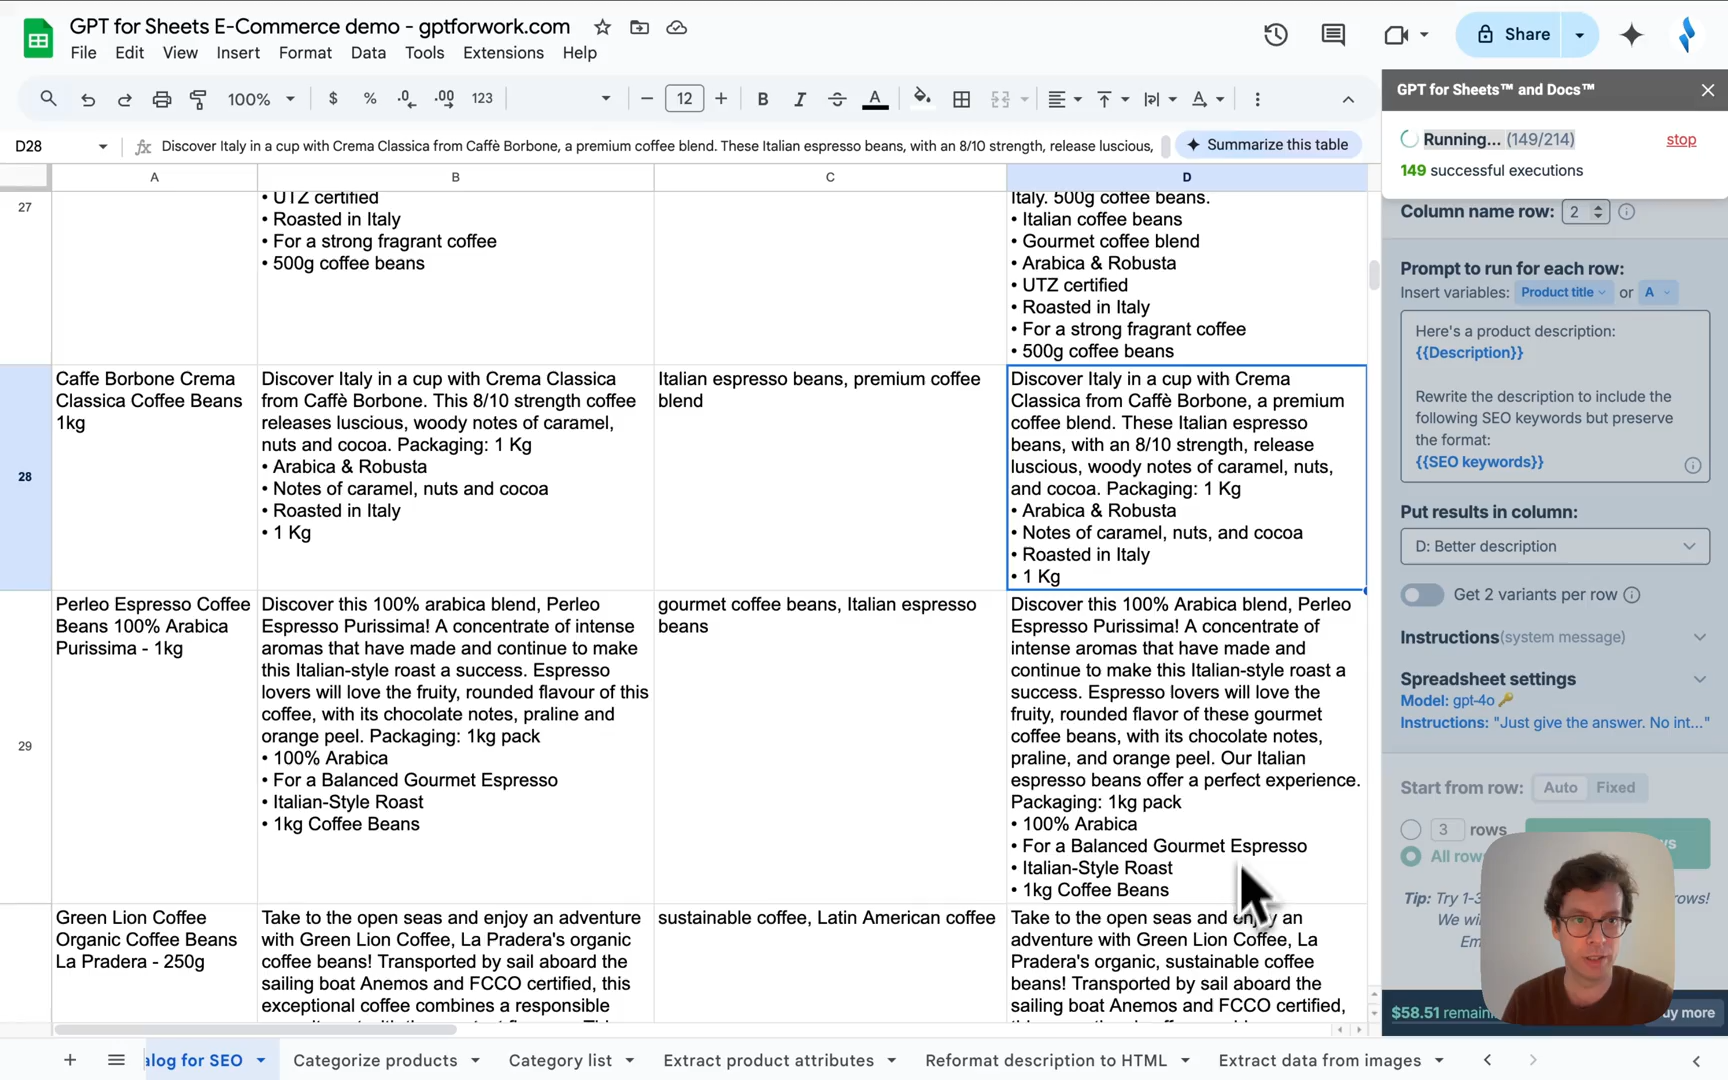 GPT for Sheets E-Commerce demo - gptforwork.com
File Edit View Insert Format Data Tools Extensions Help
Share
100% $ % .0 .00 123 12 B I A
D28
Discover Italy in a cup with Crema Classica from Caffè Borbone, a premium coffee blend. These Italian espresso beans, with an 8/10 strength, release luscious,
Summarize this table
A B C D
27
• UTZ certified
• Roasted in Italy
• For a strong fragrant coffee
• 500g coffee beans
Italy. 500g coffee beans.
• Italian coffee beans
• Gourmet coffee blend
• Arabica & Robusta
• UTZ certified
• Roasted in Italy
• For a strong fragrant coffee
• 500g coffee beans
28
Caffe Borbone Crema
Classica Coffee Beans
1kg
Discover Italy in a cup with Crema Classica
from Caffè Borbone. This 8/10 strength coffee
releases luscious, woody notes of caramel,
nuts and cocoa. Packaging: 1 Kg
• Arabica & Robusta
• Notes of caramel, nuts and cocoa
• Roasted in Italy
• 1 Kg
Italian espresso beans, premium coffee
blend
Discover Italy in a cup with Crema
Classica from Caffè Borbone, a premium
coffee blend. These Italian espresso
beans, with an 8/10 strength, release
luscious, woody notes of caramel, nuts,
and cocoa. Packaging: 1 Kg
• Arabica & Robusta
• Notes of caramel, nuts, and cocoa
• Roasted in Italy
• 1 Kg
29
Perleo Espresso Coffee
Beans 100% Arabica
Purissima - 1kg
Discover this 100% arabica blend, Perleo
Espresso Purissima! A concentrate of intense
aromas that have made and continue to make
this Italian-style roast a success. Espresso
lovers will love the fruity, rounded flavour of this
coffee, with its chocolate notes, praline and
orange peel. Packaging: 1kg pack
• 100% Arabica
• For a Balanced Gourmet Espresso
• Italian-Style Roast
• 1kg Coffee Beans
gourmet coffee beans, Italian espresso
beans
Discover this 100% Arabica blend, Perleo
Espresso Purissima! A concentrate of
intense aromas that have made and
continue to make this Italian-style roast a
success. Espresso lovers will love the
fruity, rounded flavor of these gourmet
coffee beans, with its chocolate notes,
praline, and orange peel. Our Italian
espresso beans offer a perfect experience.
Packaging: 1kg pack
• 100% Arabica
• For a Balanced Gourmet Espresso
• Italian-Style Roast
• 1kg Coffee Beans
Green Lion Coffee
Organic Coffee Beans
La Pradera - 250g
Take to the open seas and enjoy an adventure
with Green Lion Coffee, La Pradera's organic
coffee beans! Transported by sail aboard the
sailing boat Anemos and FCCO certified, this
exceptional coffee combines a responsible
sustainable coffee, Latin American coffee
Take to the open seas and enjoy an
adventure with Green Lion Coffee, La
Pradera's organic, sustainable coffee
beans! Transported by sail aboard the
sailing boat Anemos and FCCO certified,
GPT for Sheets™ and Docs™
Running... (149/214) stop
149 successful executions
Column name row: 2
Prompt to run for each row:
Insert variables: Product title or A
Here's a product description:
{{Description}}
Rewrite the description to include the
following SEO keywords but preserve
the format:
{{SEO keywords}}
Put results in column:
D: Better description
Get 2 variants per row
Instructions(system message)
Spreadsheet settings
Model: gpt-4o
Instructions: "Just give the answer. No int..."
Start from row: Auto Fixed
3 rows
All row
Tip: Try 1-3 rows!
We wi
Em
$58.51 remain uy more
alog for SEO Categorize products Category list Extract product attributes Reformat description to HTML Extract data from images